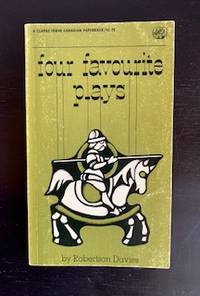 A CLARKE IRWIN CANADIAN PAPERBACK
four favourite
plays
by Robertson Davies